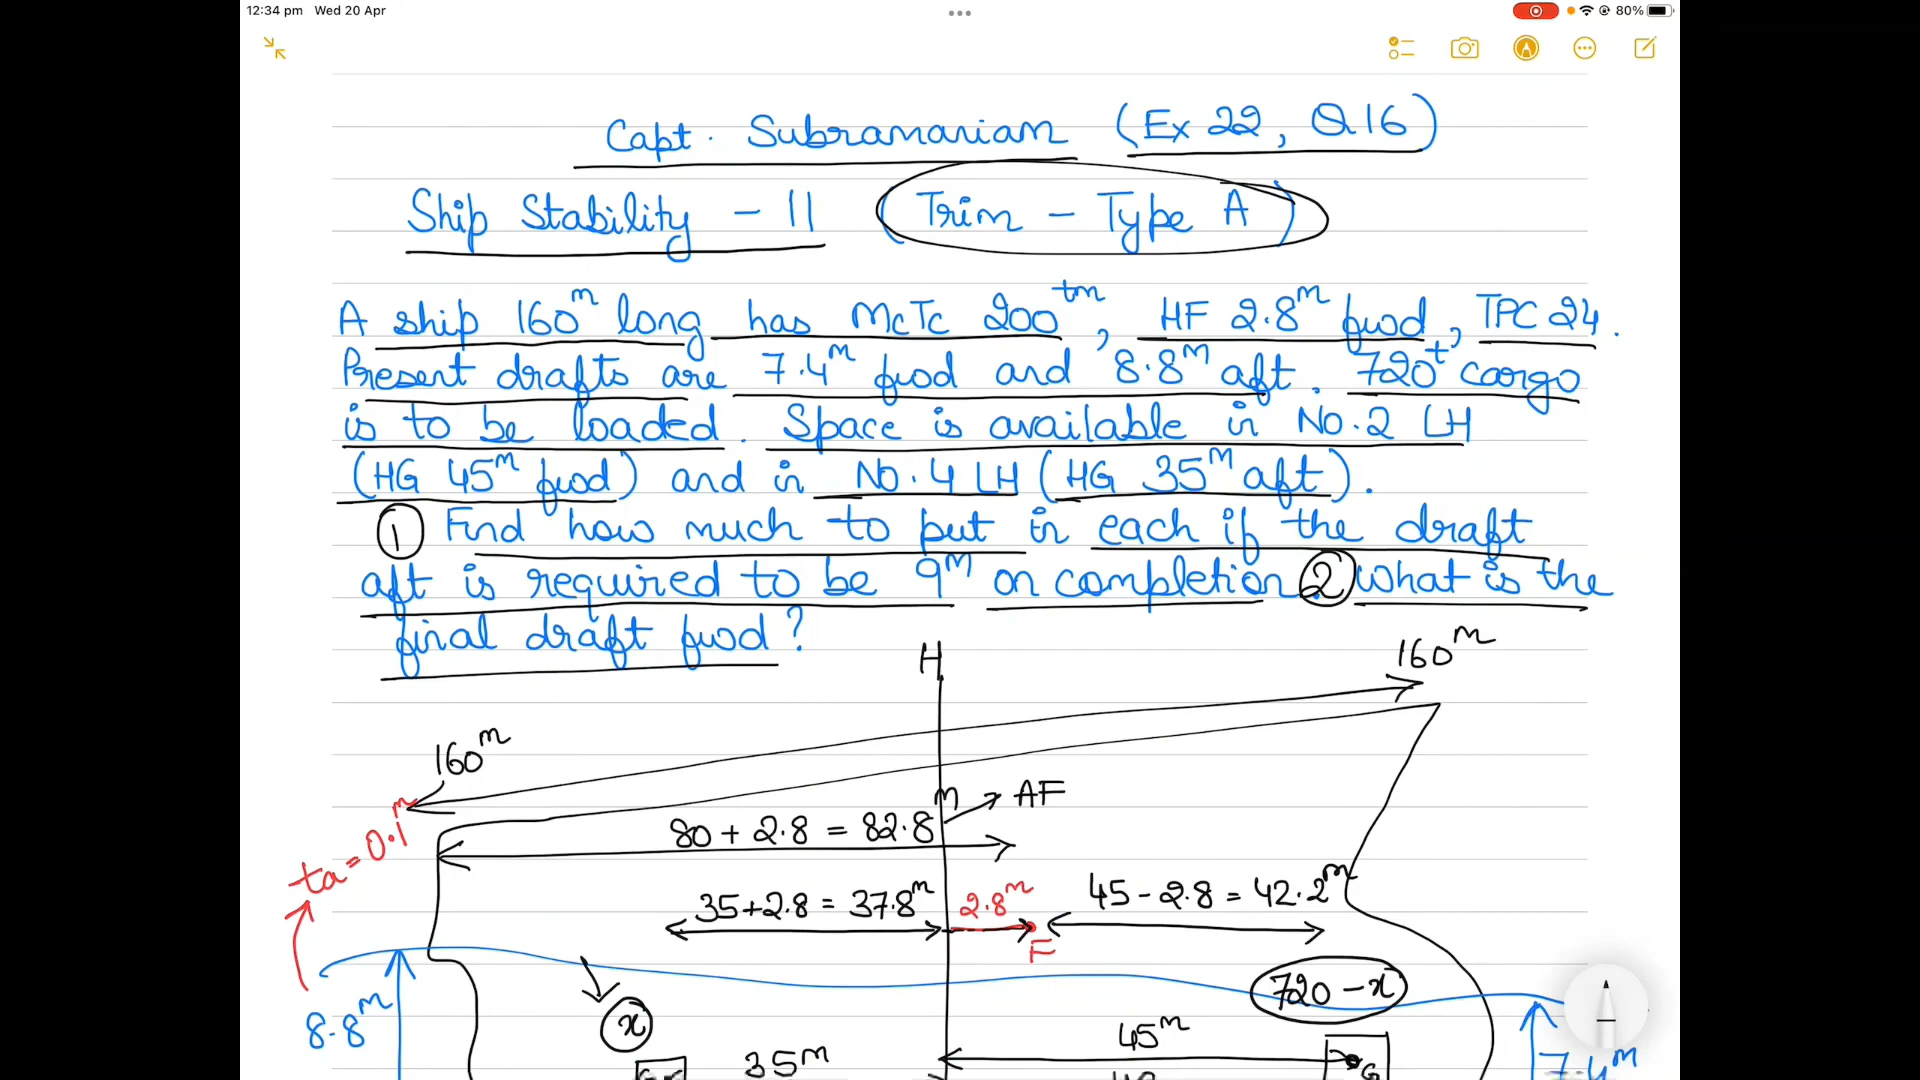 12:34 pm Wed 20 Apr
80%
Capt. Subramanian (Ex 22, Q16)
Ship Stability - II (Trim - Type A)
A ship 160m long has MCTC 200tm, HF 2.8m fwd, TPC 24.
Present drafts are 7.4m fwd and 8.8m aft. 720t cargo
is to be loaded. Space is available in No.2 LH
(HG 45m fwd) and in No.4 LH (HG 35m aft).
① Find how much to put in each if the draft
aft is required to be 9m on completion. ② What is the
final draft fwd?
H
160m
160m
AF
ta = 0.1m
80 + 2.8 = 82.8m
35+2.8 = 37.8m
2.8m
45-2.8 = 42.2m
F
720-x
x
8.8m
45m
35m
7.4m
G